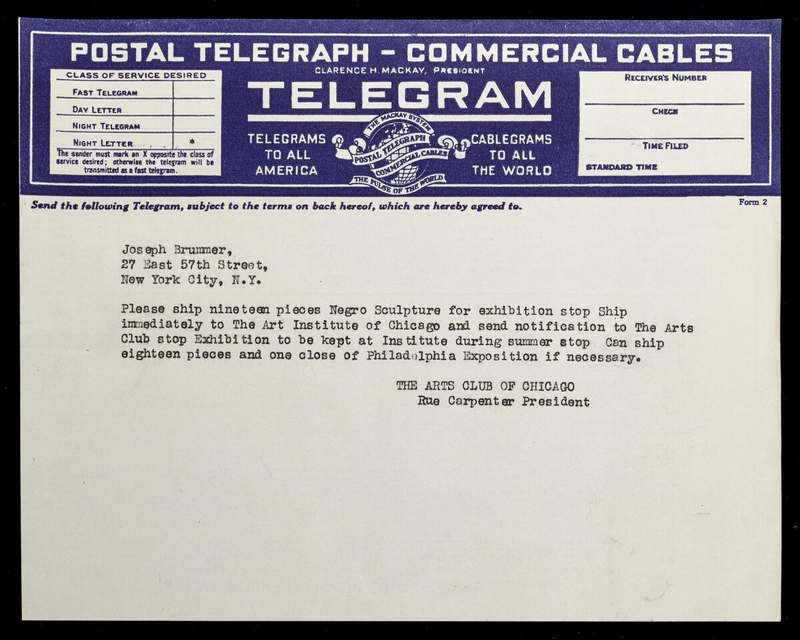 POSTAL TELEGRAPH – COMMERCIAL CABLES
CLARENCE H. MACKAY, PRESIDENT
CLASS OF SERVICE DESIRED
FAST TELEGRAM
DAY LETTER
NIGHT TELEGRAM
NIGHT LETTER *
The sender must mark an X opposite the class of
service desired; otherwise the telegram will be
transmitted as a fast telegram.
TELEGRAM
TELEGRAMS
TO ALL
AMERICA
THE MACKAY SYSTEM
POSTAL TELEGRAPH
COMMERCIAL CABLES
THE PULSE OF THE WORLD
CABLEGRAMS
TO ALL
THE WORLD
RECEIVER'S NUMBER
CHECK
TIME FILED
STANDARD TIME
Send the following Telegram, subject to the terms on back hereof, which are hereby agreed to.
Form 2
Joseph Brummer,
27 East 57th Street,
New York City, N.Y.
Please ship nineteen pieces Negro Sculpture for exhibition stop Ship
immediately to The Art Institute of Chicago and send notification to The Arts
Club stop Exhibition to be kept at Institute during summer stop Can ship
eighteen pieces and one close of Philadelphia Exposition if necessary.
THE ARTS CLUB OF CHICAGO
Rue Carpenter President